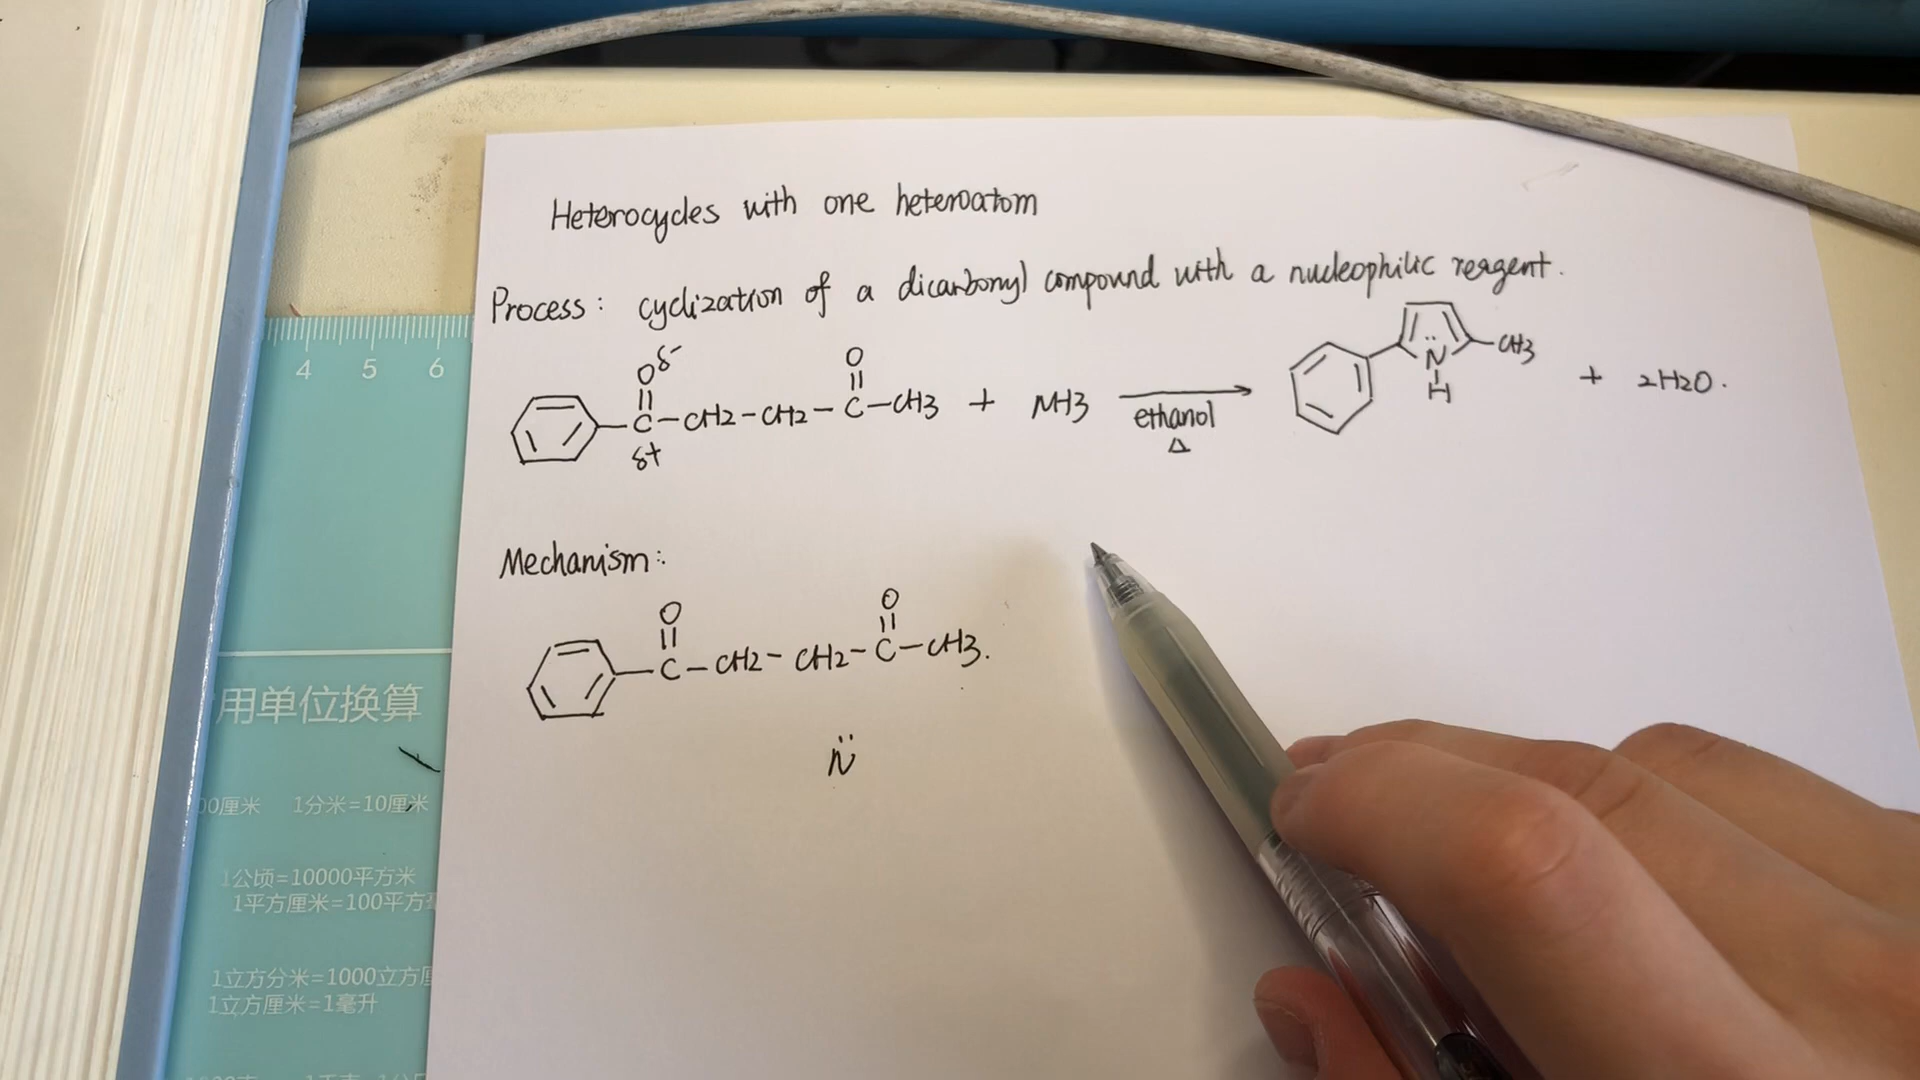 Heterocycles with one heteroatom
Process: cyclization of a dicarbonyl compound with a nucleophilic reagent.
O δ- O
C-CH2-CH2-C-CH3 + NH3 ethanol Δ N H CH3 + 2H2O.
δ+
Mechanism:
O O
C-CH2-CH2-C-CH3.
N̈
4 5 6
用单位换算
00厘米 1分米=10厘米
1公顷=10000平方米
1平方厘米=100平方
1立方分米=1000立方
1立方厘米=1毫升